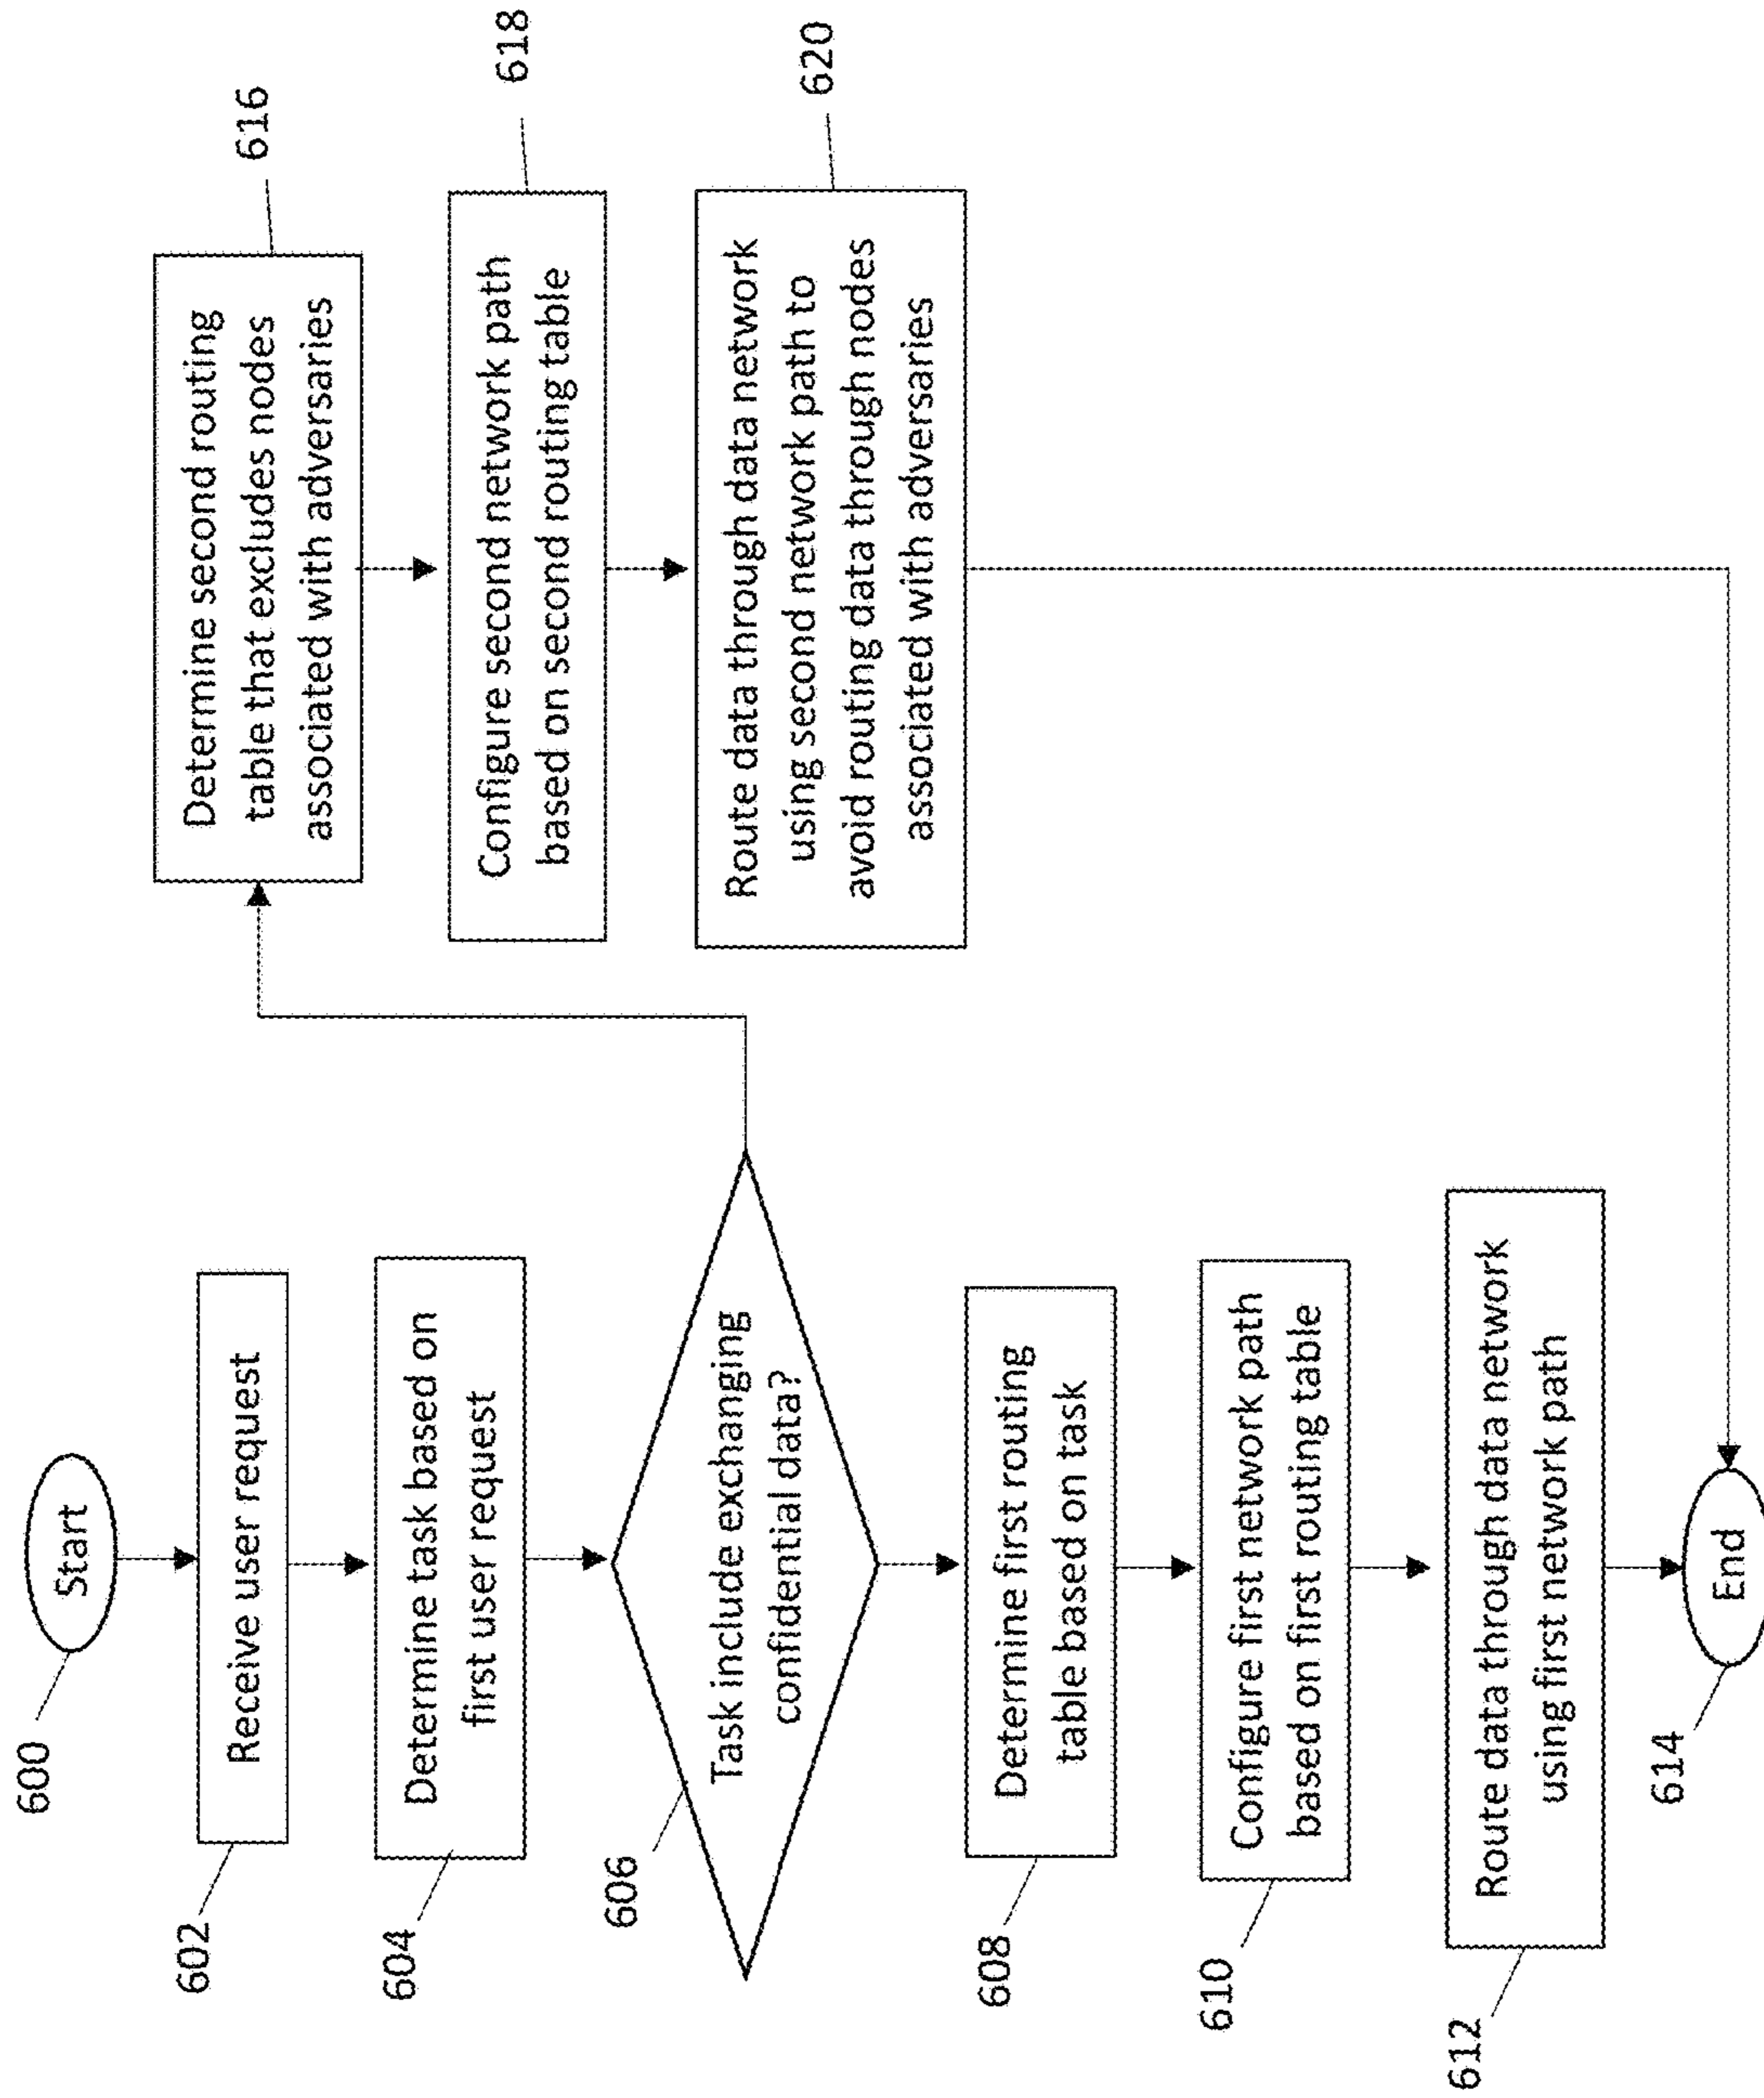 600
Start
602
Receive user request
604
Determine task based on
first user request
606
Task include exchanging
confidential data?
608
Determine first routing
table based on task
610
Configure first network path
based on first routing table
612
Route data through data network
using first network path
614
End
616
Determine second routing
table that excludes nodes
associated with adversaries
618
Configure second network path
based on second routing table
620
Route data through data network
using second network path to
avoid routing data through nodes
associated with adversaries